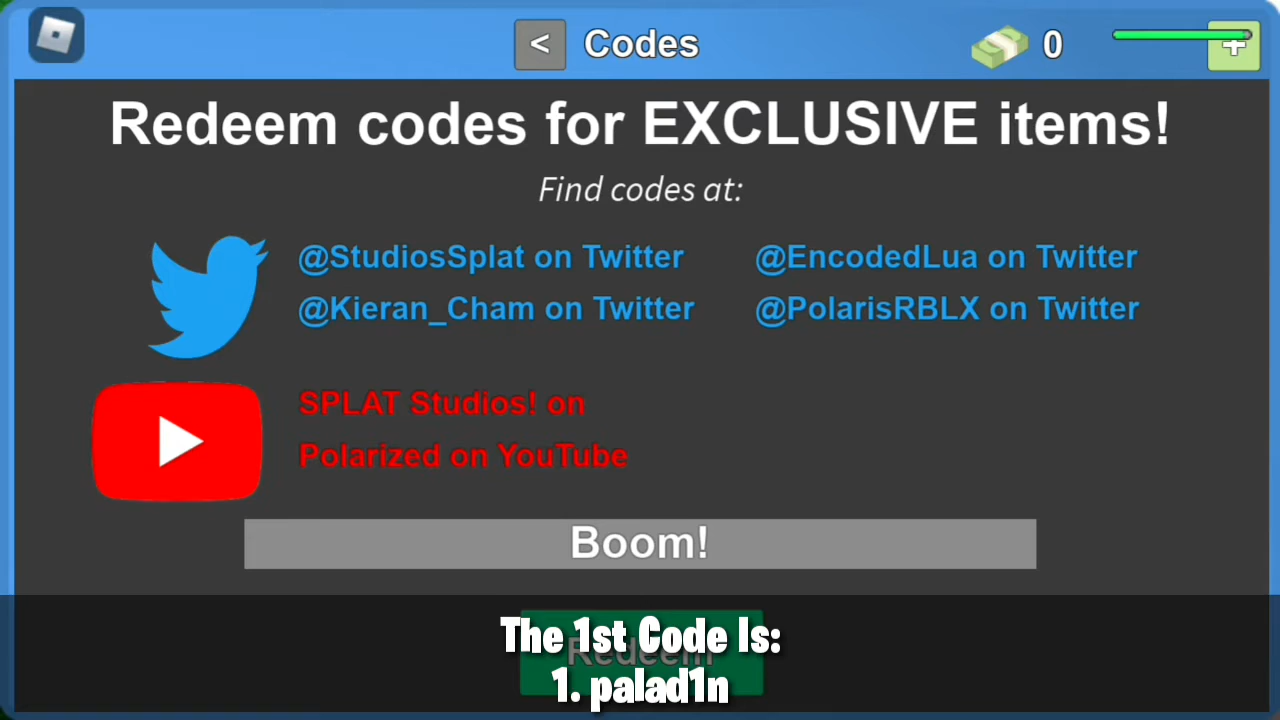 < Codes 0 +
Redeem codes for EXCLUSIVE items!
Find codes at:
@StudiosSplat on Twitter @EncodedLua on Twitter
@Kieran_Cham on Twitter @PolarisRBLX on Twitter
SPLAT Studios! on
Polarized on YouTube
Boom!
Redeem
The 1st Code Is:
1. palad1n